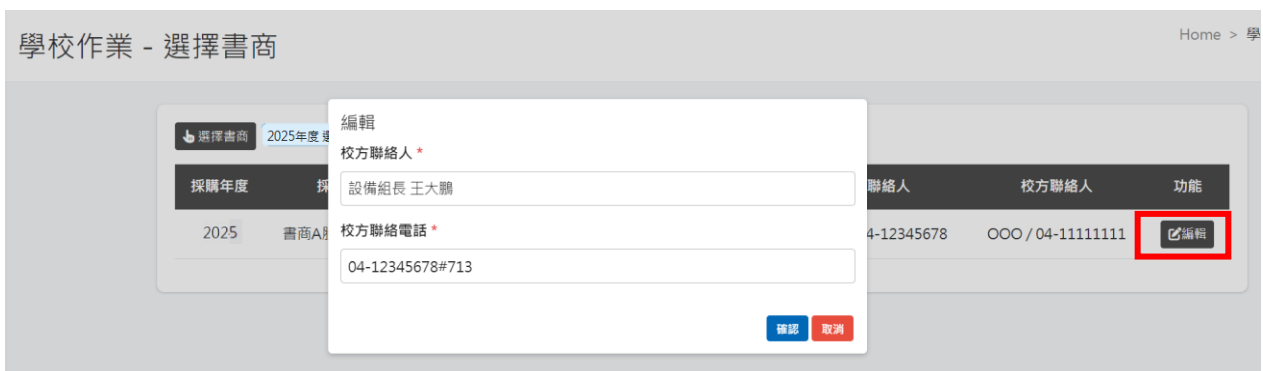 學校作業 - 選擇書商
Home > 學
選擇書商 2025年度
編輯
校方聯絡人 *
設備組長 王大鵬
校方聯絡電話 *
04-12345678#713
確認 取消
採購年度 採 聯絡人 校方聯絡人 功能
2025 書商A 4-12345678 OOO / 04-11111111 編輯